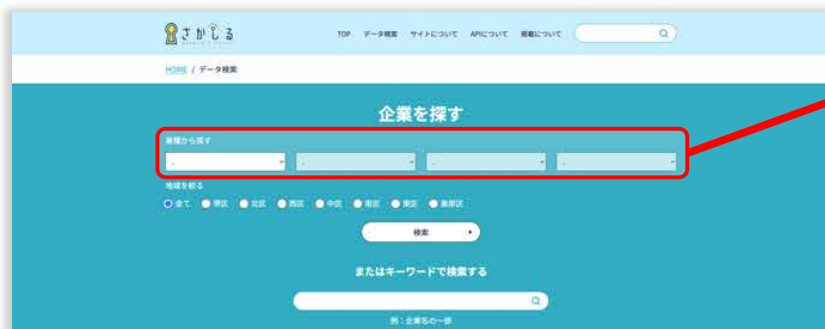 さかしる
TOP データ検索 サイトについて APIについて 掲載について
HOME / データ検索
企業を探す
業種から探す
地域を絞る
全て 堺区 北区 西区 中区 南区 東区 美原区
検索
またはキーワードで検索する
例：企業名の一部